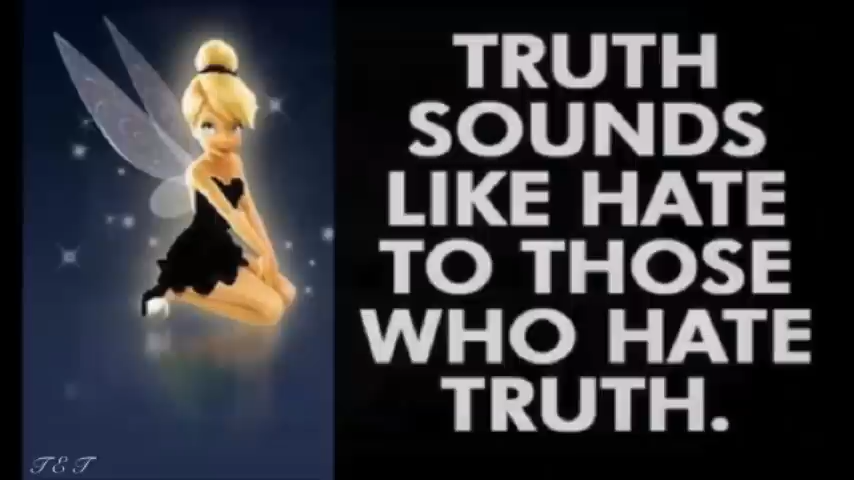 TRUTH
SOUNDS
LIKE HATE
TO THOSE
WHO HATE
TRUTH.
T&T